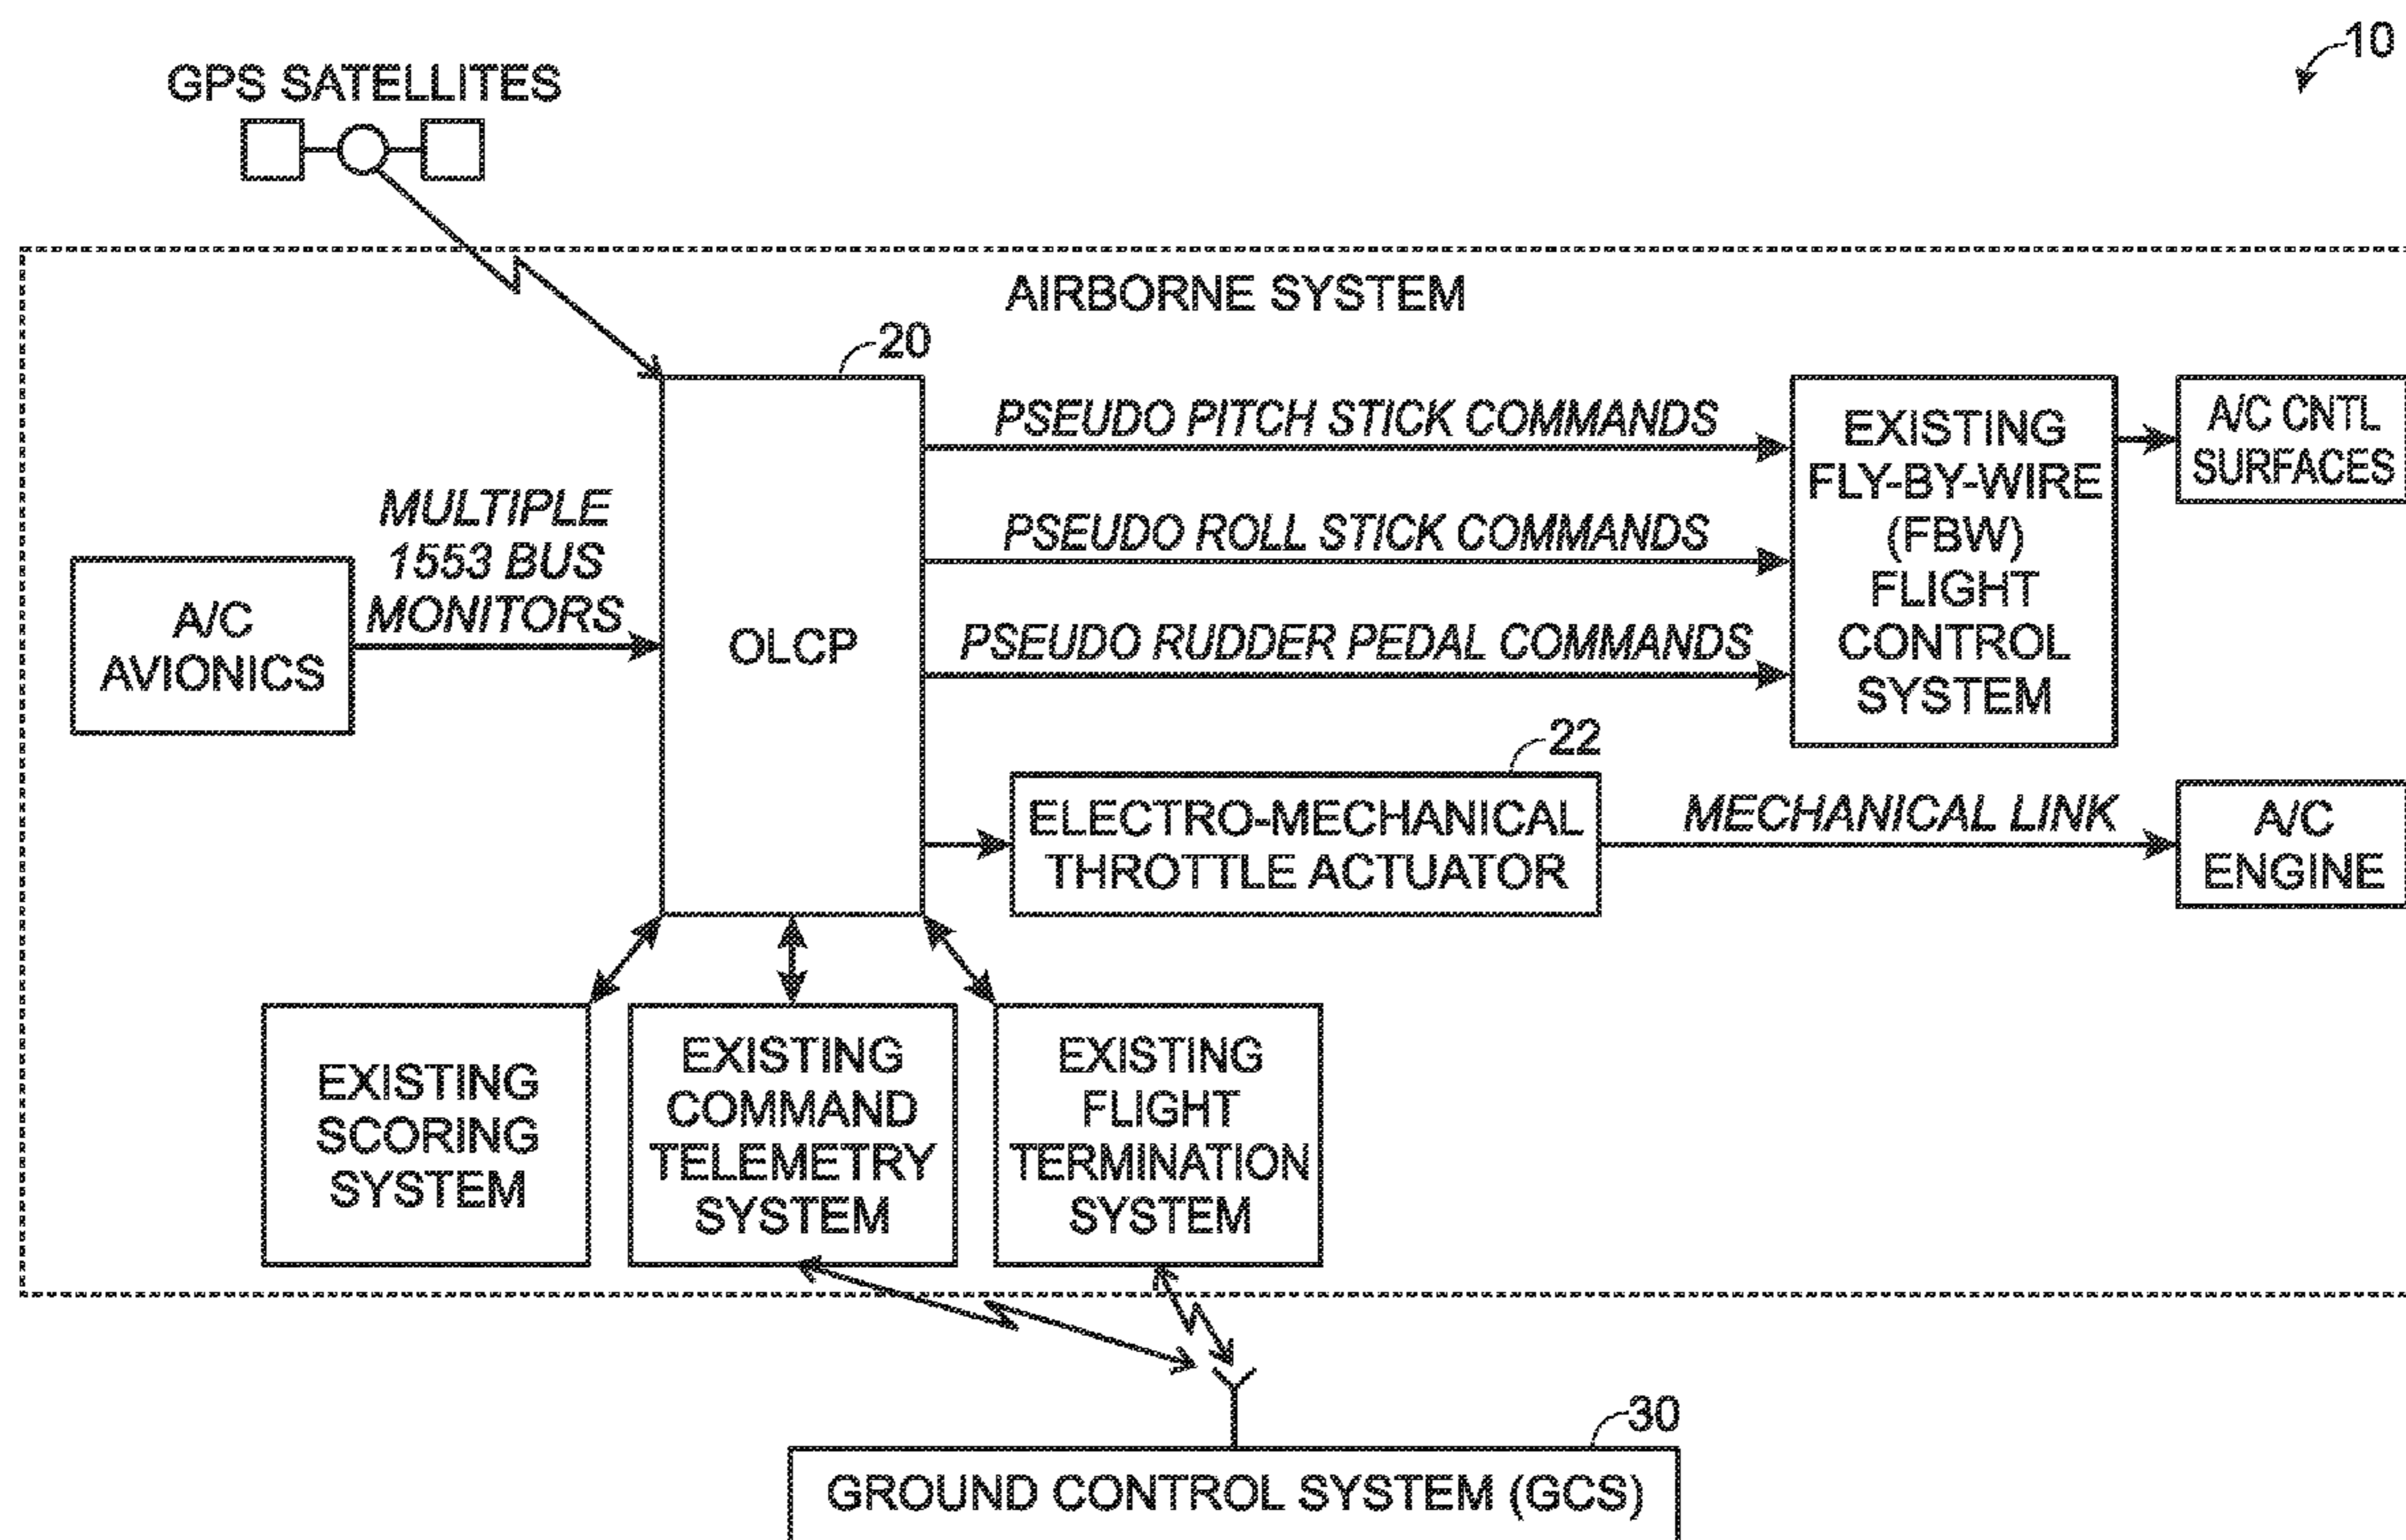 10
GPS SATELLITES
AIRBORNE SYSTEM
20
PSEUDO PITCH STICK COMMANDS
EXISTING
FLY-BY-WIRE
(FBW)
FLIGHT
CONTROL
SYSTEM
A/C CNTL
SURFACES
MULTIPLE
1553 BUS
MONITORS
PSEUDO ROLL STICK COMMANDS
A/C
AVIONICS
OLCP
PSEUDO RUDDER PEDAL COMMANDS
22
ELECTRO-MECHANICAL
THROTTLE ACTUATOR
MECHANICAL LINK
A/C
ENGINE
EXISTING
SCORING
SYSTEM
EXISTING
COMMAND
TELEMETRY
SYSTEM
EXISTING
FLIGHT
TERMINATION
SYSTEM
30
GROUND CONTROL SYSTEM (GCS)